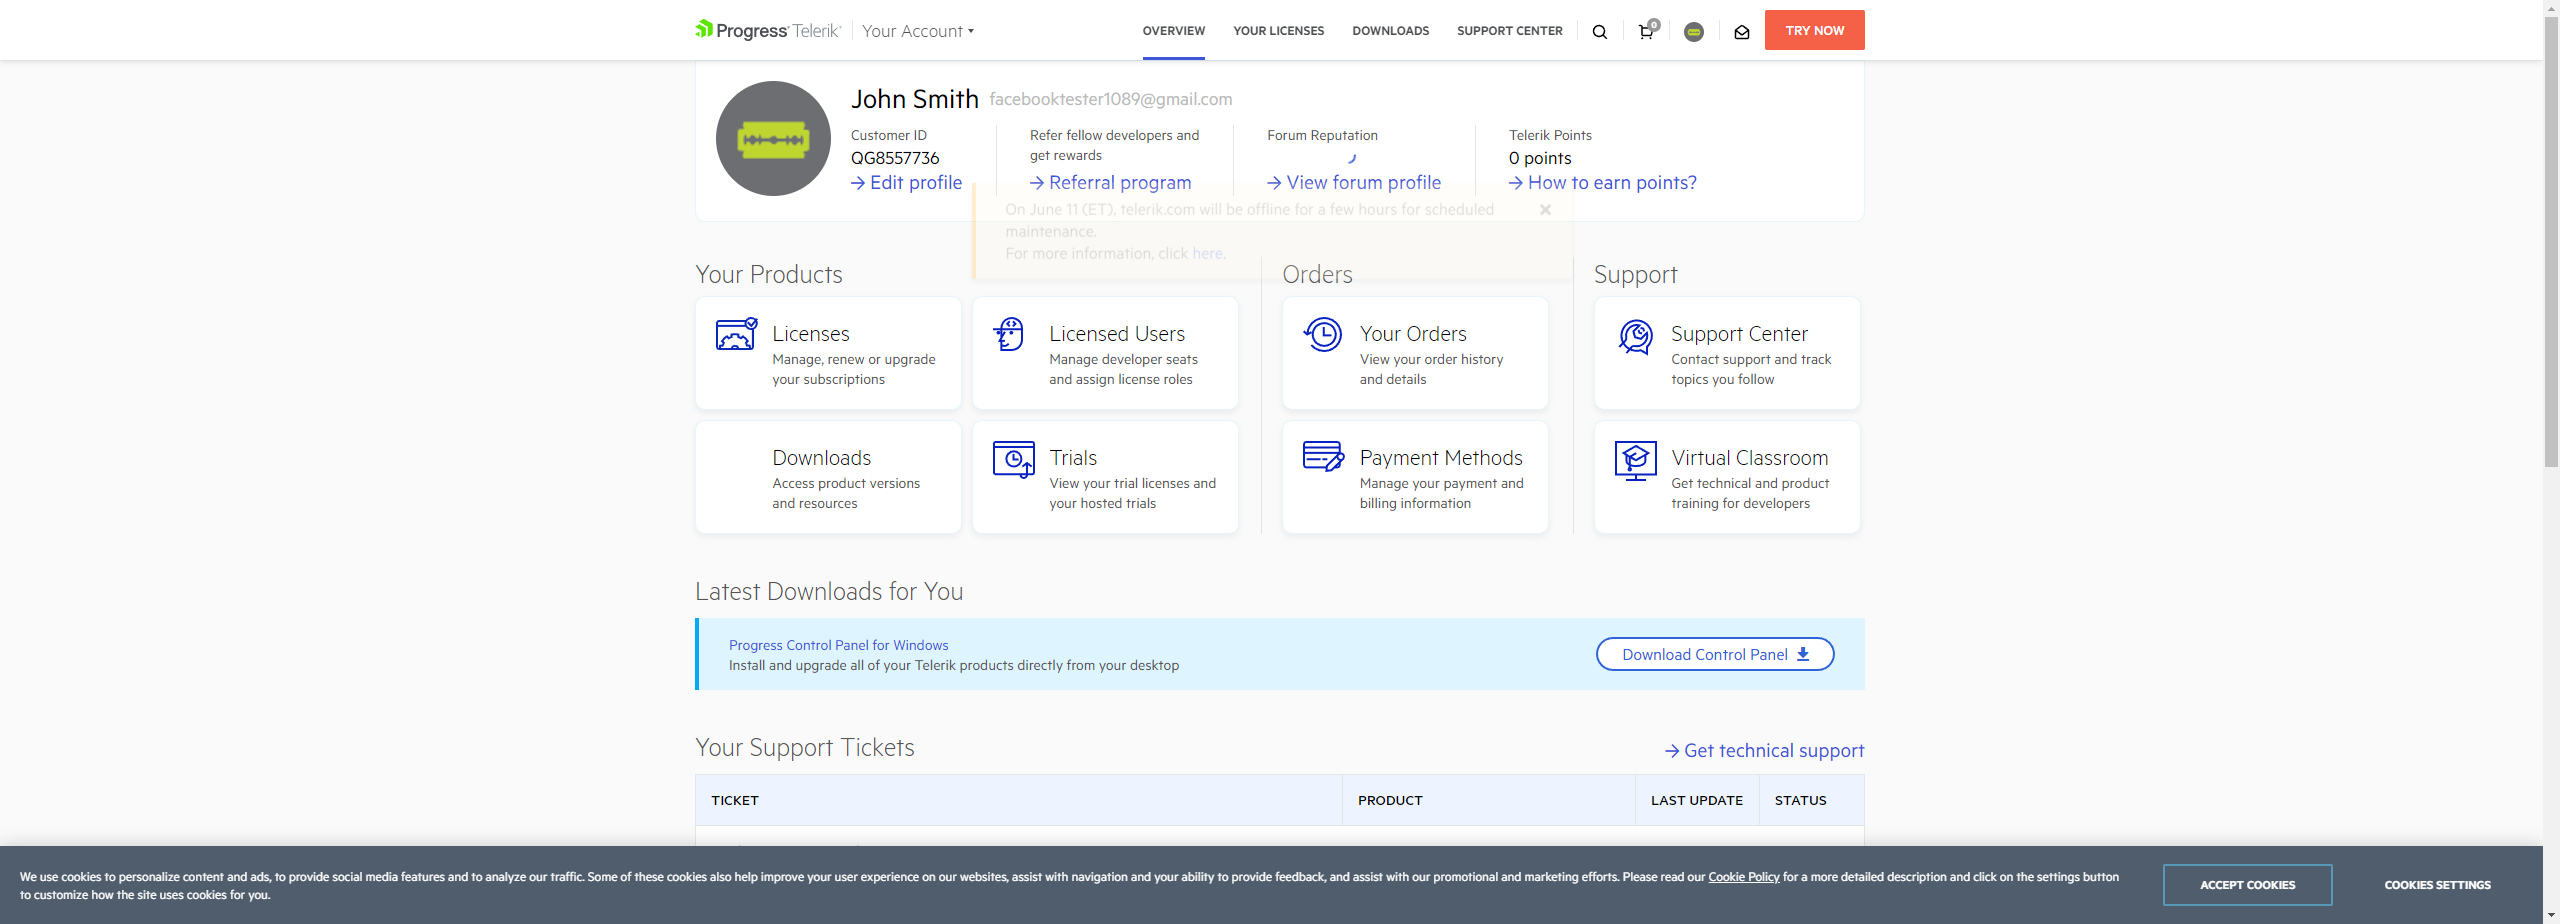 Progress Telerik
Your Account
OVERVIEW
YOUR LICENSES
DOWNLOADS
SUPPORT CENTER
0
TRY NOW
John Smith facebooktester1089@gmail.com
Customer ID
QG8557736
Edit profile
Refer fellow developers and
get rewards
Referral program
Forum Reputation
View forum profile
Telerik Points
0 points
How to earn points?
On June 11 (ET), telerik.com will be offline for a few hours for scheduled
maintenance.
For more information, click here.
Your Products
Licenses
Manage, renew or upgrade
your subscriptions
Licensed Users
Manage developer seats
and assign license roles
Downloads
Access product versions
and resources
Trials
View your trial licenses and
your hosted trials
Orders
Your Orders
View your order history
and details
Payment Methods
Manage your payment and
billing information
Support
Support Center
Contact support and track
topics you follow
Virtual Classroom
Get technical and product
training for developers
Latest Downloads for You
Progress Control Panel for Windows
Install and upgrade all of your Telerik products directly from your desktop
Download Control Panel
Your Support Tickets
Get technical support
TICKET
PRODUCT
LAST UPDATE
STATUS
We use cookies to personalize content and ads, to provide social media features and to analyze our traffic. Some of these cookies also help improve your user experience on our websites, assist with navigation and your ability to provide feedback, and assist with our promotional and marketing efforts. Please read our Cookie Policy for a more detailed description and click on the settings button
to customize how the site uses cookies for you.
ACCEPT COOKIES
COOKIES SETTINGS